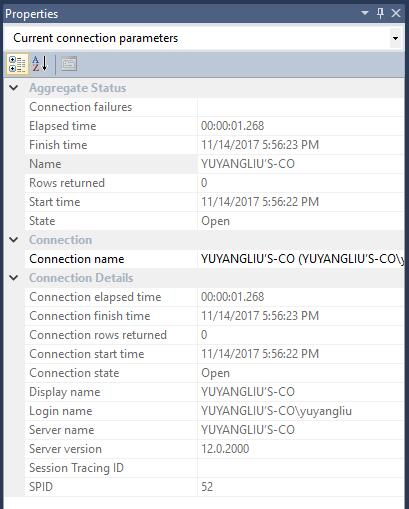 Properties
Current connection parameters
Aggregate Status
Connection failures
Elapsed time 00:00:01.268
Finish time 11/14/2017 5:56:23 PM
Name YUYANGLIU'S-CO
Rows returned 0
Start time 11/14/2017 5:56:22 PM
State Open
Connection
Connection name YUYANGLIU'S-CO (YUYANGLIU'S-CO\y
Connection Details
Connection elapsed time 00:00:01.268
Connection finish time 11/14/2017 5:56:23 PM
Connection rows returned 0
Connection start time 11/14/2017 5:56:22 PM
Connection state Open
Display name YUYANGLIU'S-CO
Login name YUYANGLIU'S-CO\yuyangliu
Server name YUYANGLIU'S-CO
Server version 12.0.2000
Session Tracing ID
SPID 52